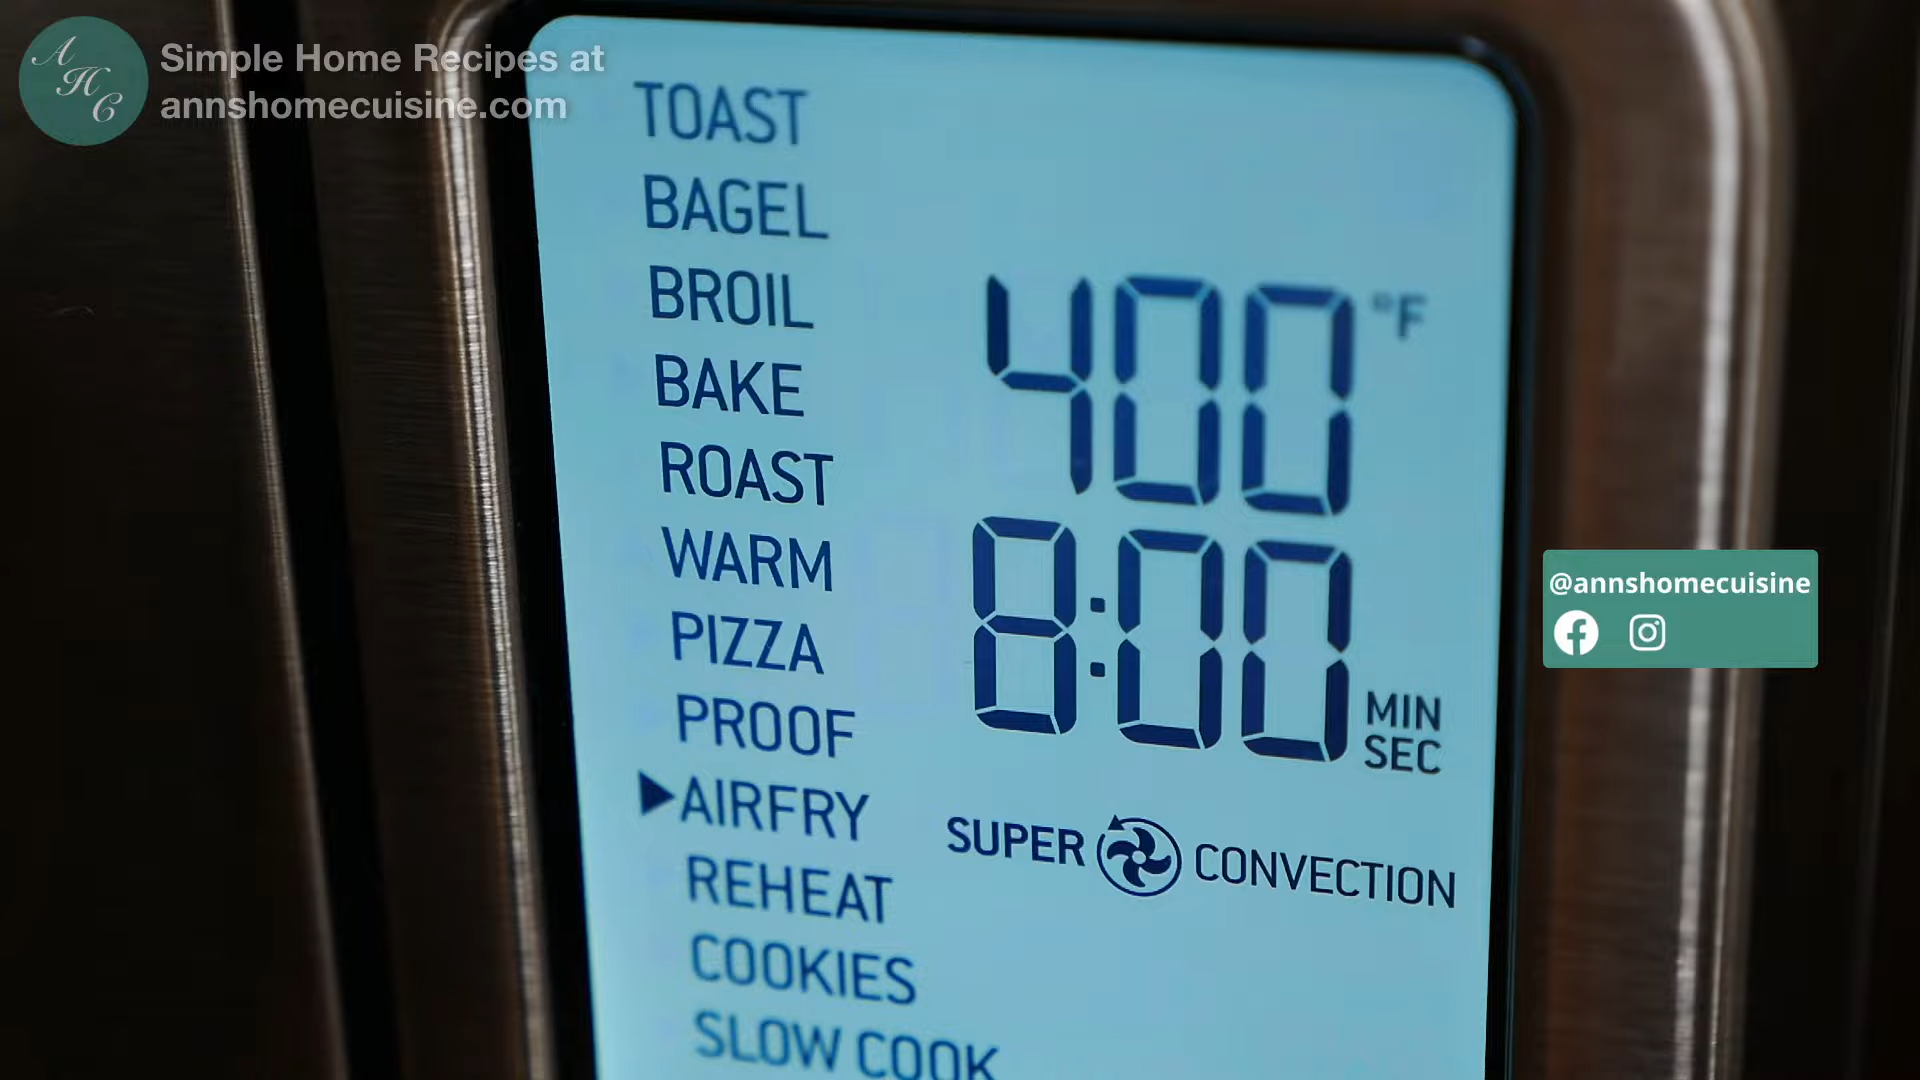 AHC
Simple Home Recipes at
annshomecuisine.com
TOAST
BAGEL
BROIL
BAKE
ROAST
WARM
PIZZA
PROOF
AIRFRY
REHEAT
COOKIES
SLOW COOK
400 °F
8:00 MIN
SEC
SUPER CONVECTION
@annshomecuisine